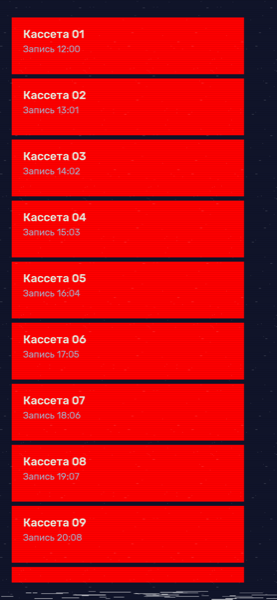 Кассета 01
Запись 12:00
Кассета 02
Запись 13:01
Кассета 03
Запись 14:02
Кассета 04
Запись 15:03
Кассета 05
Запись 16:04
Кассета 06
Запись 17:05
Кассета 07
Запись 18:06
Кассета 08
Запись 19:07
Кассета 09
Запись 20:08